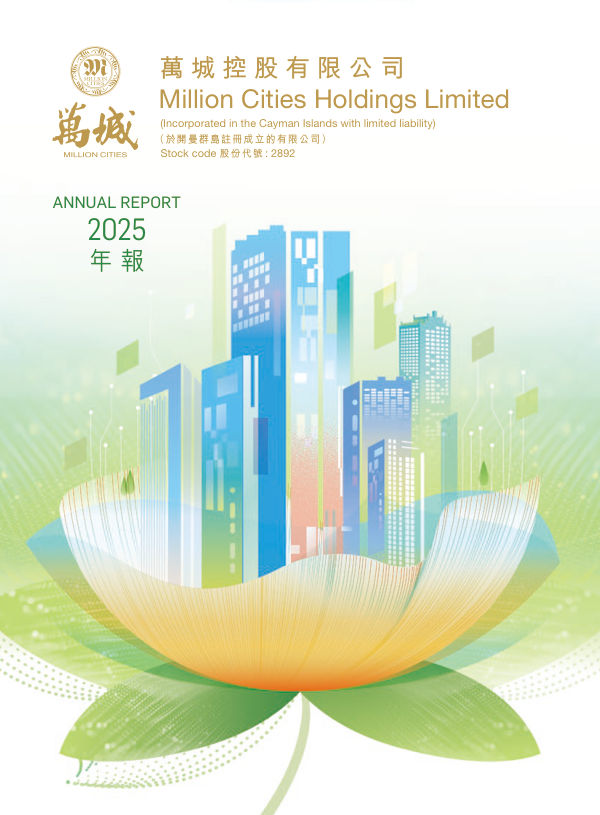 萬城控股有限公司
Million Cities Holdings Limited
(Incorporated in the Cayman Islands with limited liability)
(於開曼群島註冊成立的有限公司)
Stock code 股份代號 : 2892
MILLION
CITIES
萬城
MILLION CITIES
ANNUAL REPORT
2025
年報